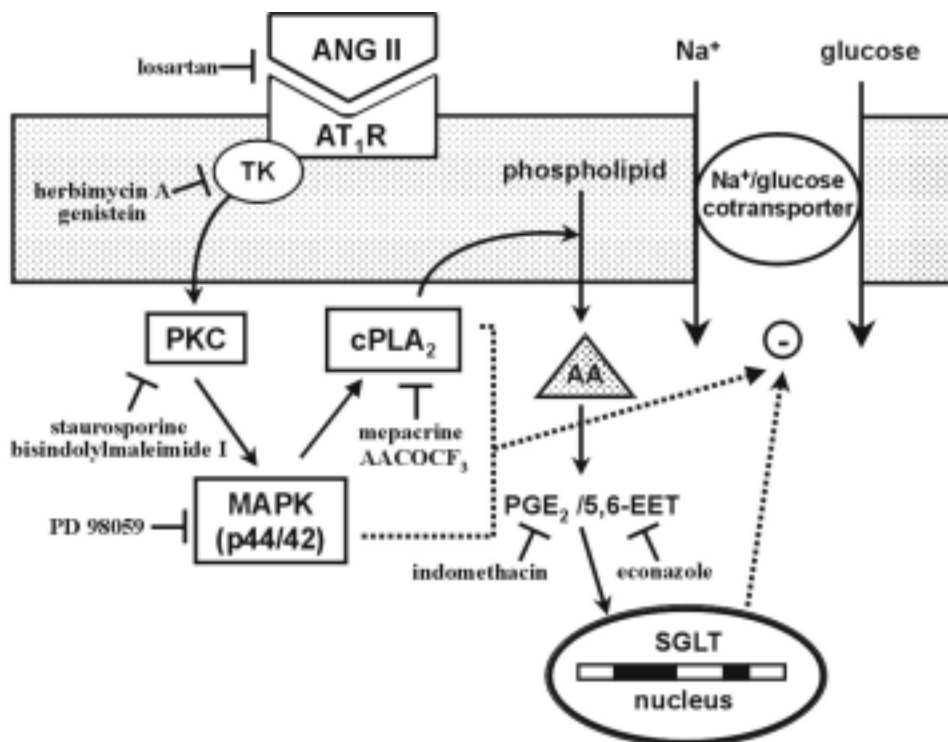 ANG II
Na⁺
glucose
losartan
AT₁R
TK
phospholipid
Na⁺/glucose
cotransporter
herbimycin A
genistein
PKC
cPLA₂
-
AA
staurosporine
bisindolylmaleimide I
mepacrine
AACOCF₃
MAPK
(p44/42)
PD 98059
PGE₂ /5,6-EET
indomethacin
econazole
SGLT
nucleus